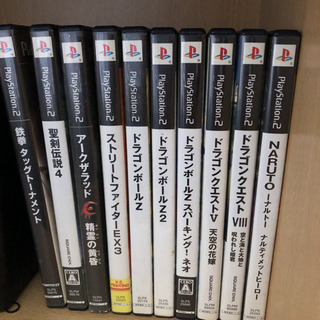 PlayStation 2
鉄拳 タッグトーナメント
PlayStation 2
聖剣伝説4
PlayStation 2
アークザラッド
精霊の黄昏
PlayStation 2
ストリートファイターEX3
PlayStation 2
ドラゴンボールZ
PlayStation 2
ドラゴンボールZ2
PlayStation 2
ドラゴンボールZ スパーキング!ネオ
PlayStation 2
ドラゴンクエストV
天空の花嫁
PlayStation 2
ドラゴンクエストVIII
空と海と大地と
呪われし姫君
PlayStation 2
NARUTO -ナルト- ナルティメットヒーロー